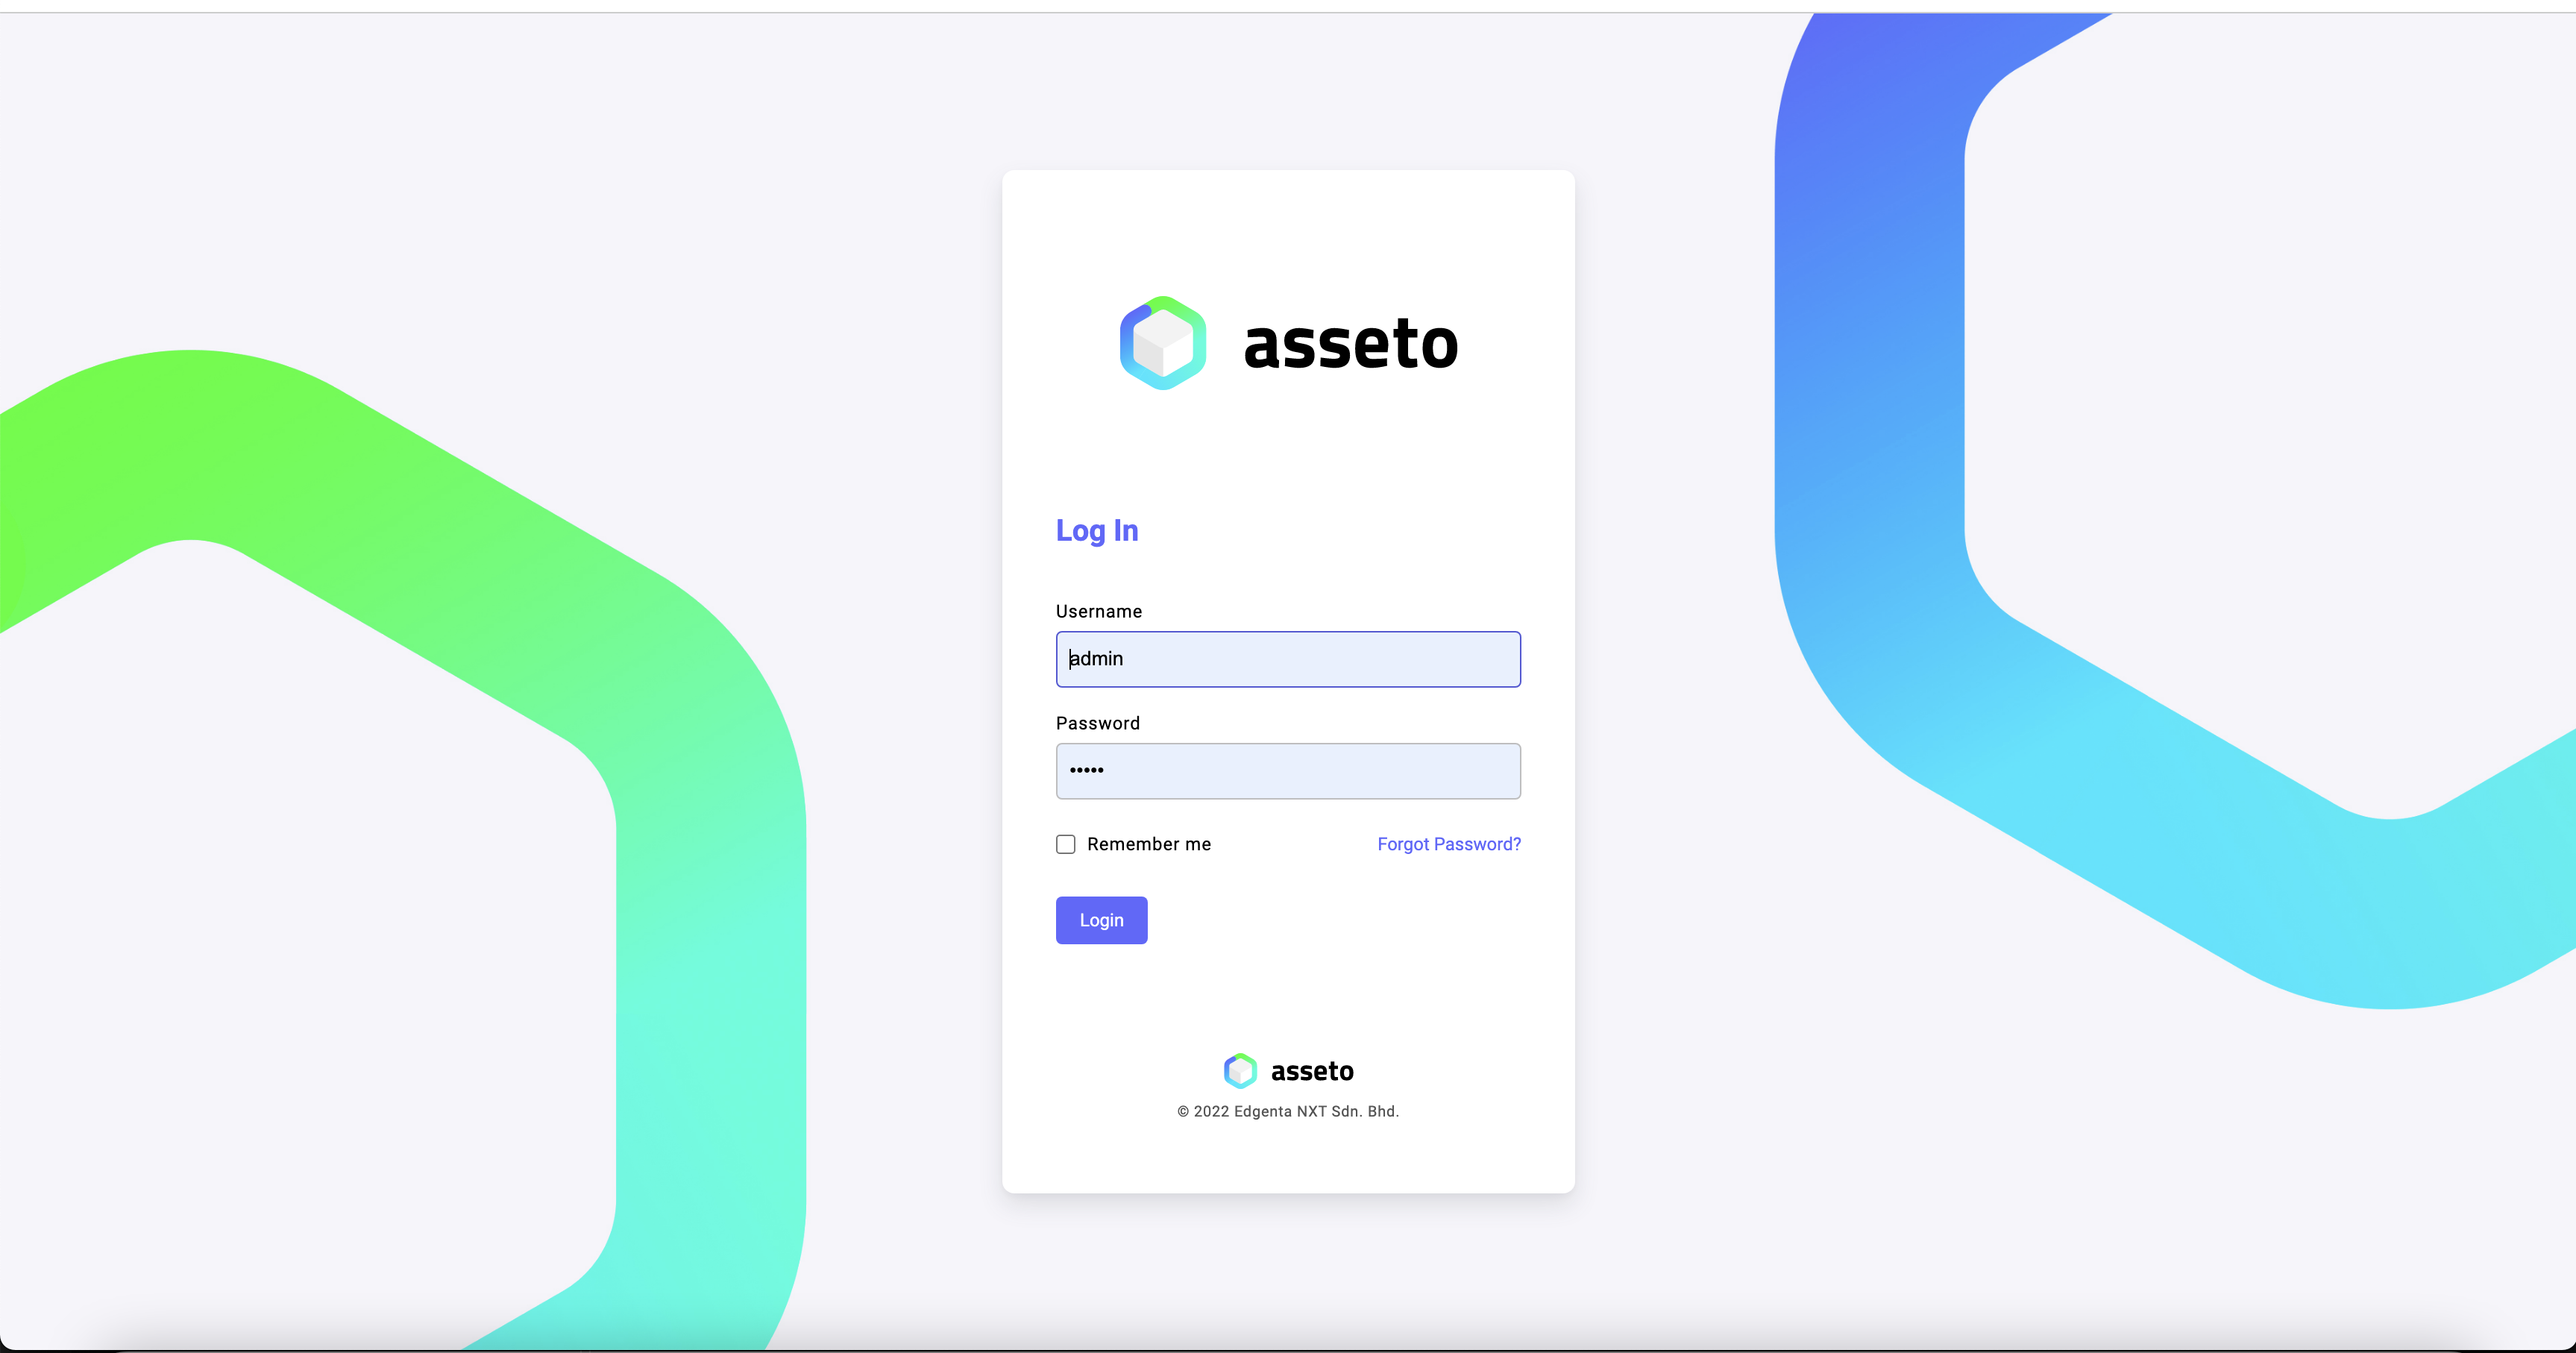 asseto
Log In
Username
admin
Password
•••••
Remember me
Forgot Password?
Login
asseto
© 2022 Edgenta NXT Sdn. Bhd.